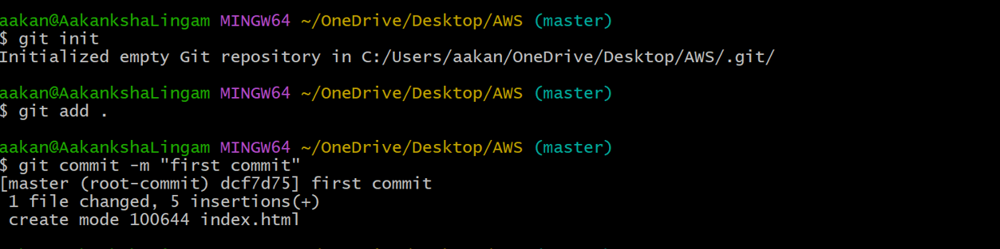 aakan@AakankshaLingam MINGW64 ~/OneDrive/Desktop/AWS (master)
$ git init
Initialized empty Git repository in C:/Users/aakan/OneDrive/Desktop/AWS/.git/
aakan@AakankshaLingam MINGW64 ~/OneDrive/Desktop/AWS (master)
$ git add .
aakan@AakankshaLingam MINGW64 ~/OneDrive/Desktop/AWS (master)
$ git commit -m "first commit"
[master (root-commit) dcf7d75] first commit
 1 file changed, 5 insertions(+)
 create mode 100644 index.html